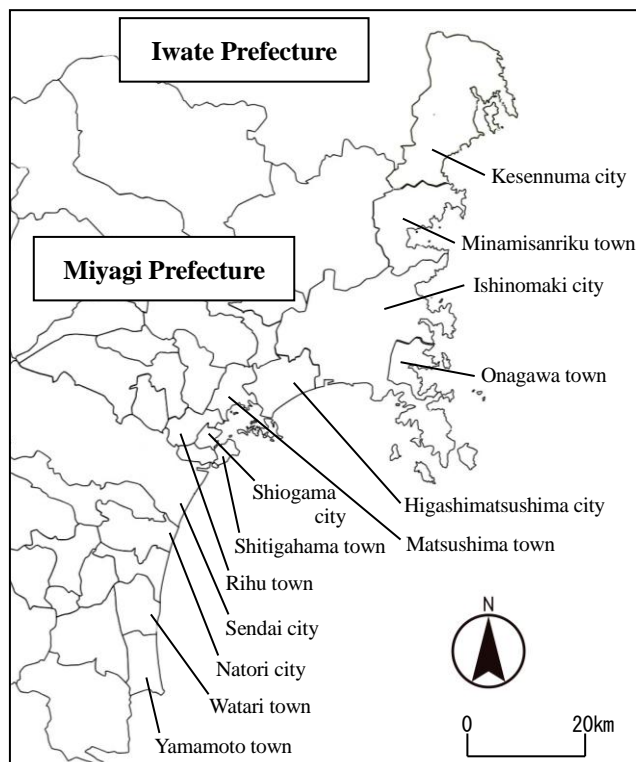 Iwate Prefecture
Kesennuma city
Minamisanriku town
Miyagi Prefecture
Ishinomaki city
Onagawa town
Shiogama
city
Higashimatsushima city
Shitigahama town
Matsushima town
Rihu town
Sendai city
Natori city
Watari town
Yamamoto town
N
0
20km